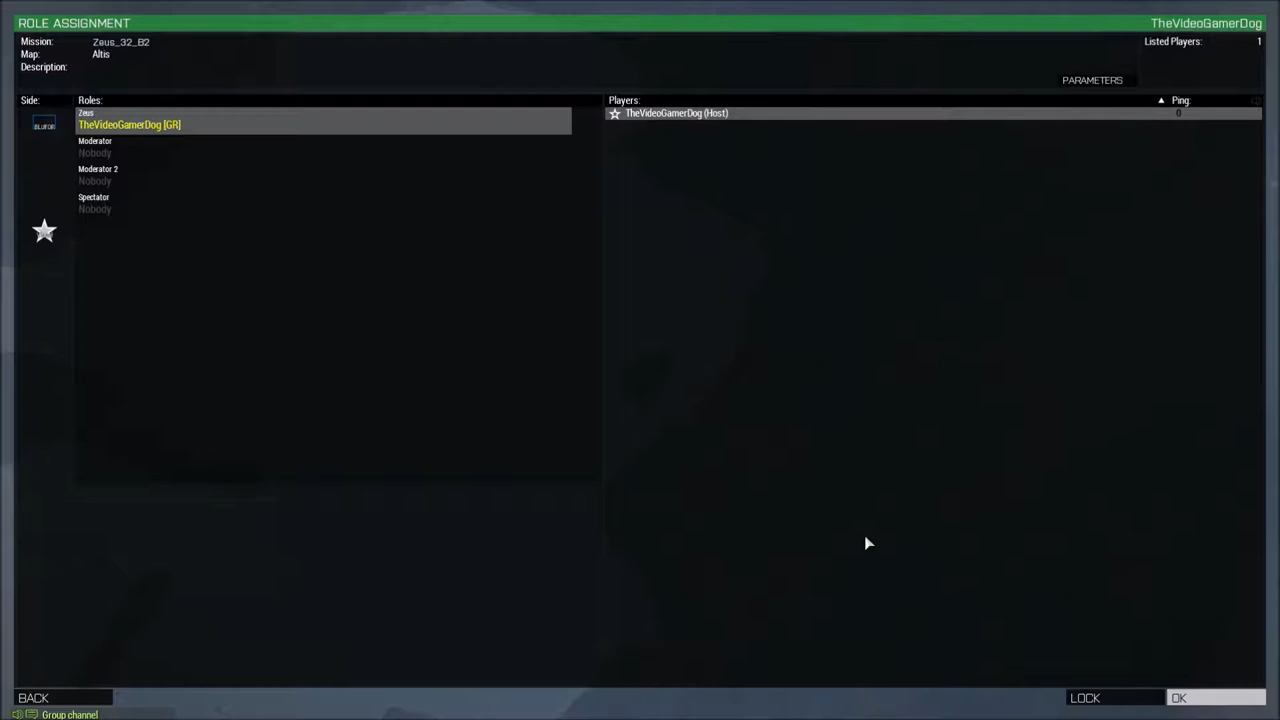 ROLE ASSIGNMENT TheVideoGamerDog
Mission: Zeus_32_B2 Listed Players: 1
Map: Altis
Description:
PARAMETERS
Side: Roles: Players: Ping:
Zeus
BLUFOR TheVideoGamerDog [GR] TheVideoGamerDog (Host) 0
Moderator
Nobody
Moderator 2
Nobody
Spectator
Nobody
BACK LOCK OK
Group channel